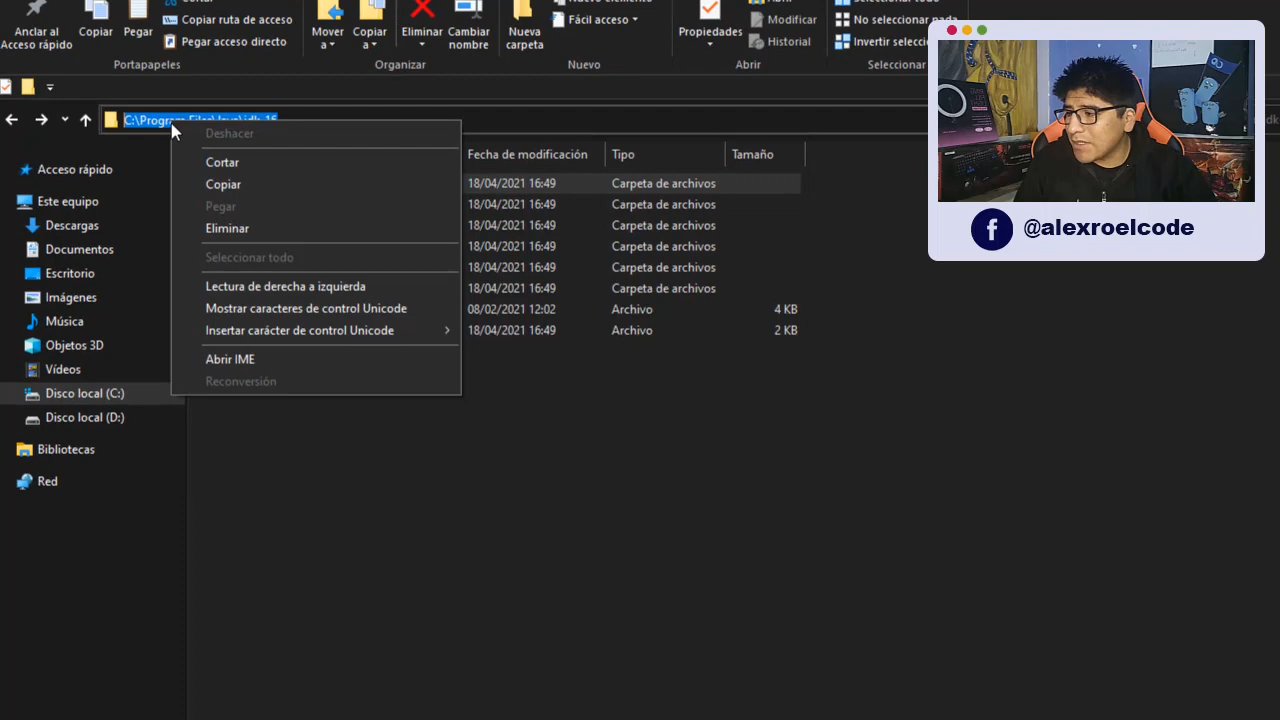 Anclar al
Acceso rápido
Copiar
Pegar
Copiar ruta de acceso
Pegar acceso directo
Portapapeles
Mover
a
Copiar
a
Eliminar
Cambiar
nombre
Organizar
Nueva
carpeta
Fácil acceso
Nuevo
Propiedades
Modificar
Historial
Abrir
No seleccionar nada
Invertir selecci
Seleccionar
C:\Program Files\Java\jdk-16
Deshacer
Cortar
Copiar
Pegar
Eliminar
Seleccionar todo
Lectura de derecha a izquierda
Mostrar caracteres de control Unicode
Insertar carácter de control Unicode
Abrir IME
Reconversión
Fecha de modificación
Tipo
Tamaño
18/04/2021 16:49 Carpeta de archivos
18/04/2021 16:49 Carpeta de archivos
18/04/2021 16:49 Carpeta de archivos
18/04/2021 16:49 Carpeta de archivos
18/04/2021 16:49 Carpeta de archivos
18/04/2021 16:49 Carpeta de archivos
08/02/2021 12:02 Archivo 4 KB
18/04/2021 16:49 Archivo 2 KB
Acceso rápido
Este equipo
Descargas
Documentos
Escritorio
Imágenes
Música
Objetos 3D
Vídeos
Disco local (C:)
Disco local (D:)
Bibliotecas
Red
@alexroelcode